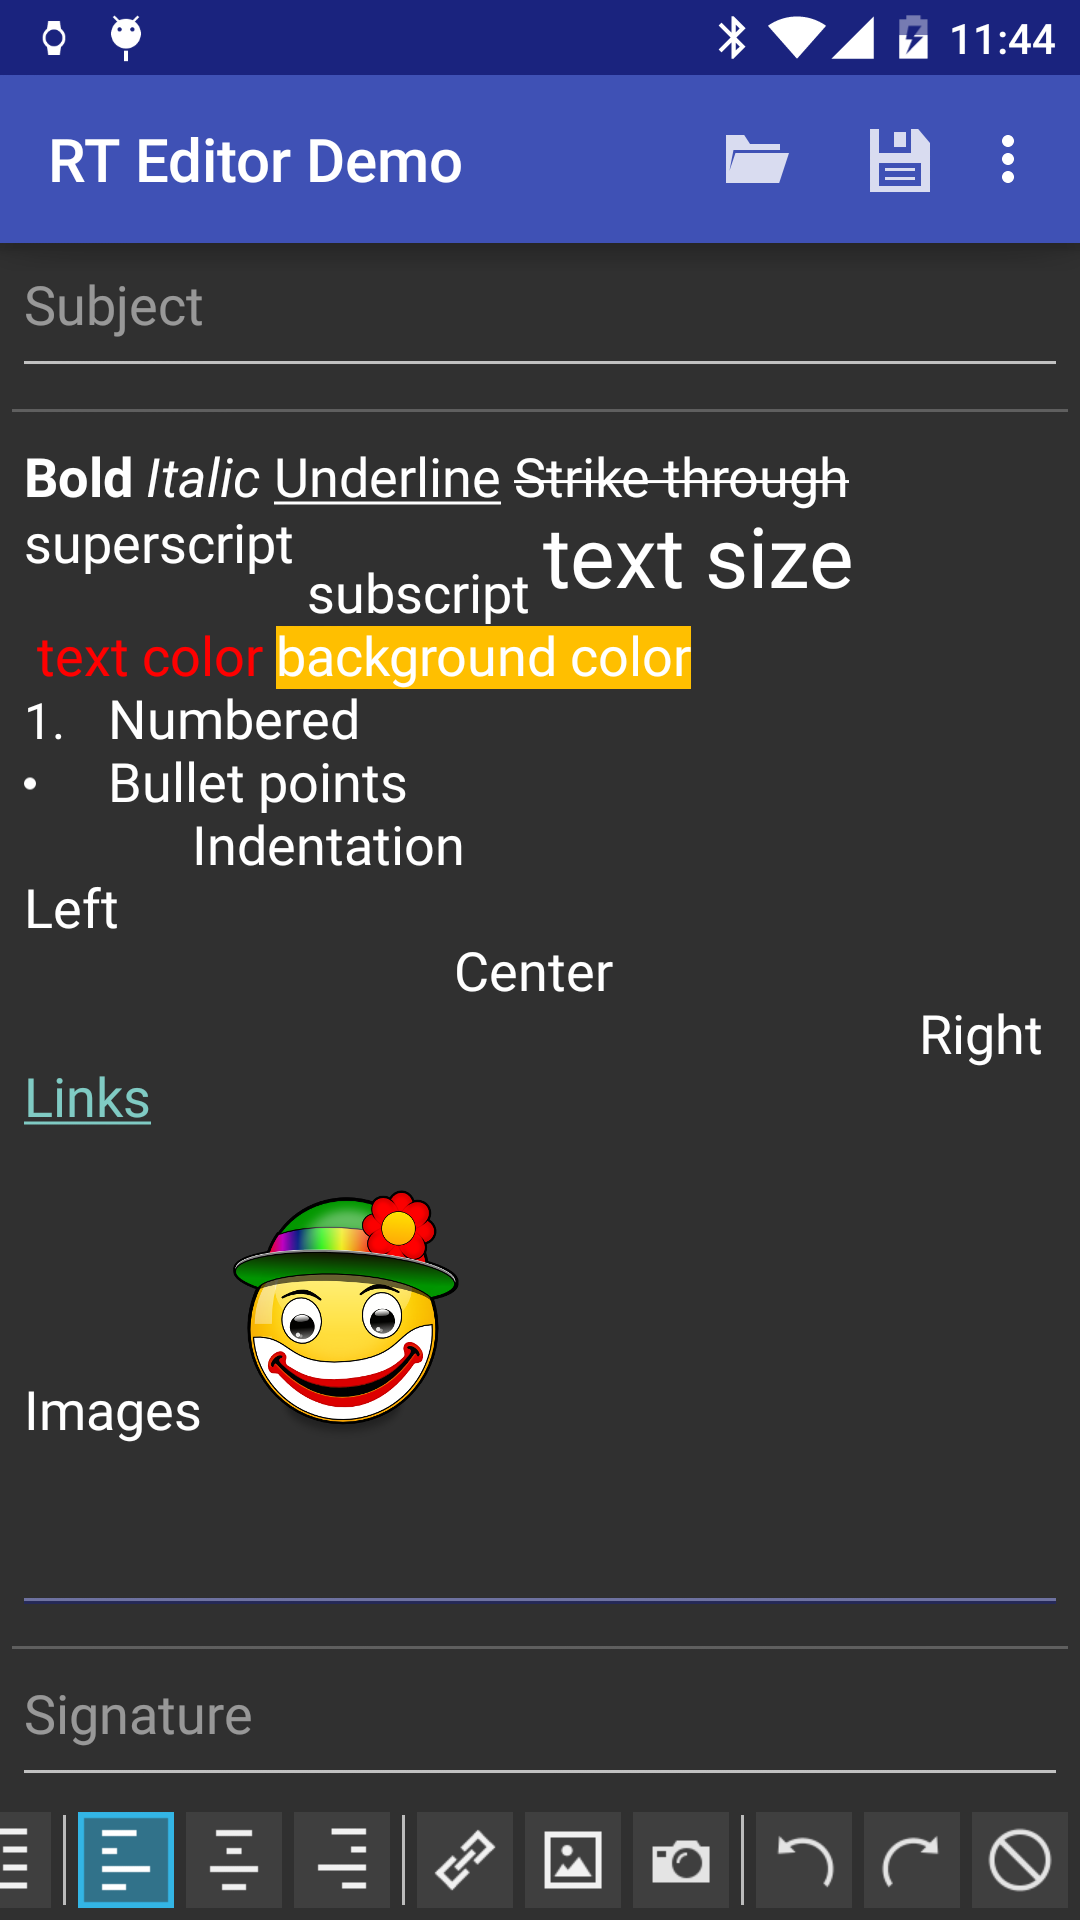 11:44
RT Editor Demo
Subject
Bold Italic Underline Strike through
superscript subscript text size
text color background color
1. Numbered
• Bullet points
Indentation
Left
Center
Right
Links
Images
Signature